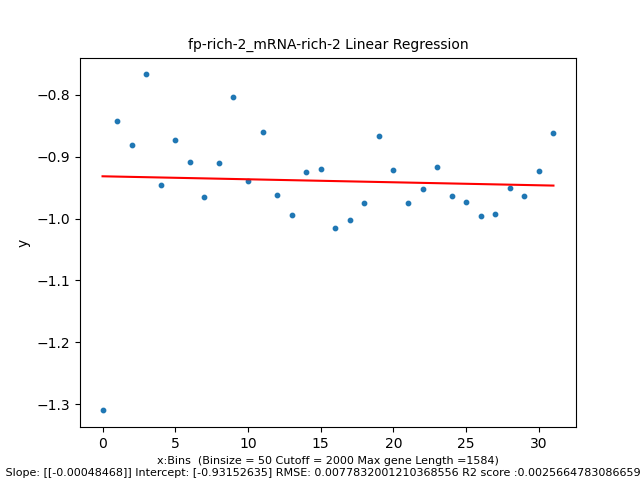 fp-rich-2_mRNA-rich-2 Linear Regression
−0.8
−0.9
−1.0
−1.1
−1.2
−1.3
y
0 5 10 15 20 25 30
x:Bins (Binsize = 50 Cutoff = 2000 Max gene Length =1584)
Slope: [[-0.00048468]] Intercept: [-0.93152635] RMSE: 0.0077832001210368556 R2 score :0.0025664783086659